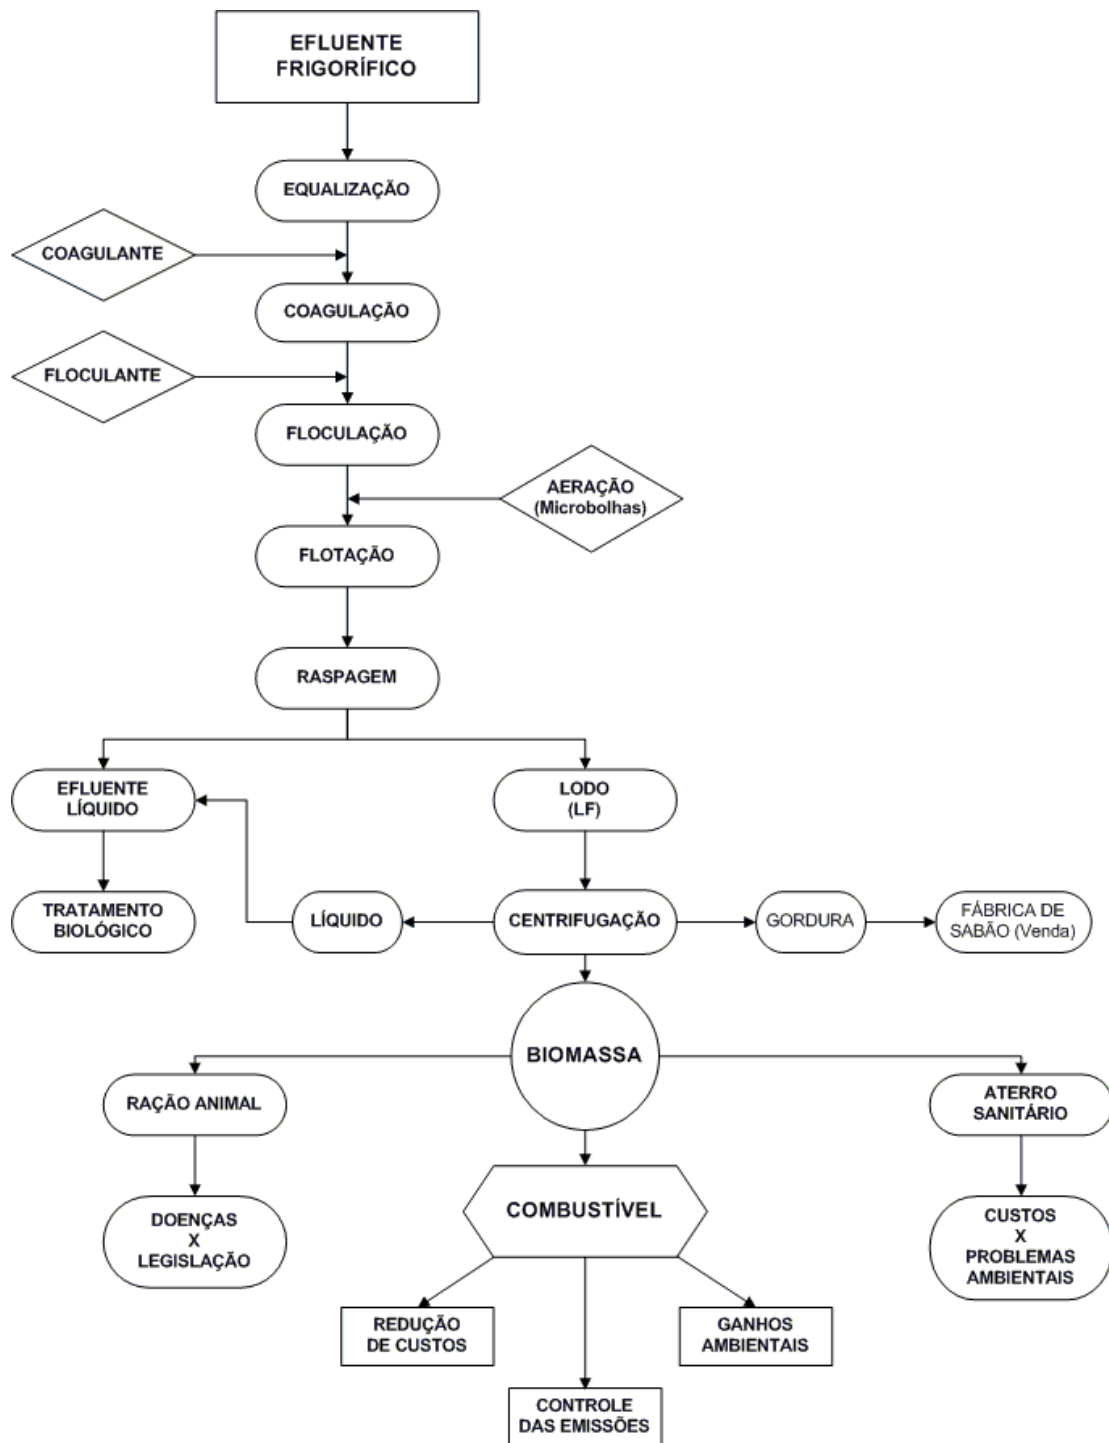 EFLUENTE
FRIGORÍFICO
EQUALIZAÇÃO
COAGULANTE
COAGULAÇÃO
FLOCULANTE
FLOCULAÇÃO
AERAÇÃO
(Microbolhas)
FLOTAÇÃO
RASPAGEM
EFLUENTE
LÍQUIDO
LODO
(LF)
TRATAMENTO
BIOLÓGICO
LÍQUIDO
CENTRIFUGAÇÃO
GORDURA
FÁBRICA DE
SABÃO (Venda)
BIOMASSA
RAÇÃO ANIMAL
ATERRO
SANITÁRIO
DOENÇAS
X
LEGISLAÇÃO
COMBUSTÍVEL
CUSTOS
X
PROBLEMAS
AMBIENTAIS
REDUÇÃO
DE CUSTOS
GANHOS
AMBIENTAIS
CONTROLE
DAS EMISSÕES